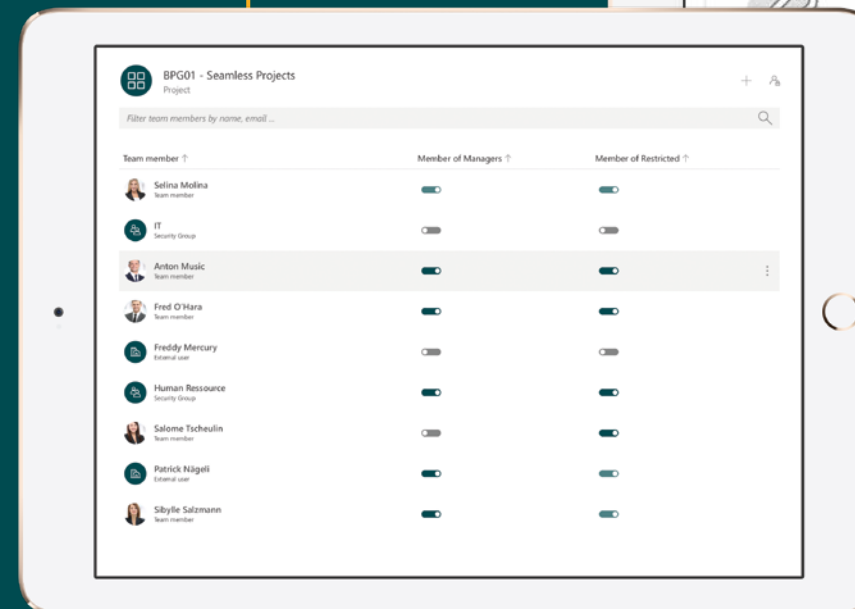 BPG01 - Seamless Projects
Project
Filter team members by name, email ...
Team member ↑ Member of Managers ↑ Member of Restricted ↑
Selina Molina
Team member
IT
Security Group
Anton Music
Team member
Fred O'Hara
Team member
Freddy Mercury
External user
Human Ressource
Security Group
Salome Tscheulin
Team member
Patrick Nägeli
External user
Sibylle Salzmann
Team member